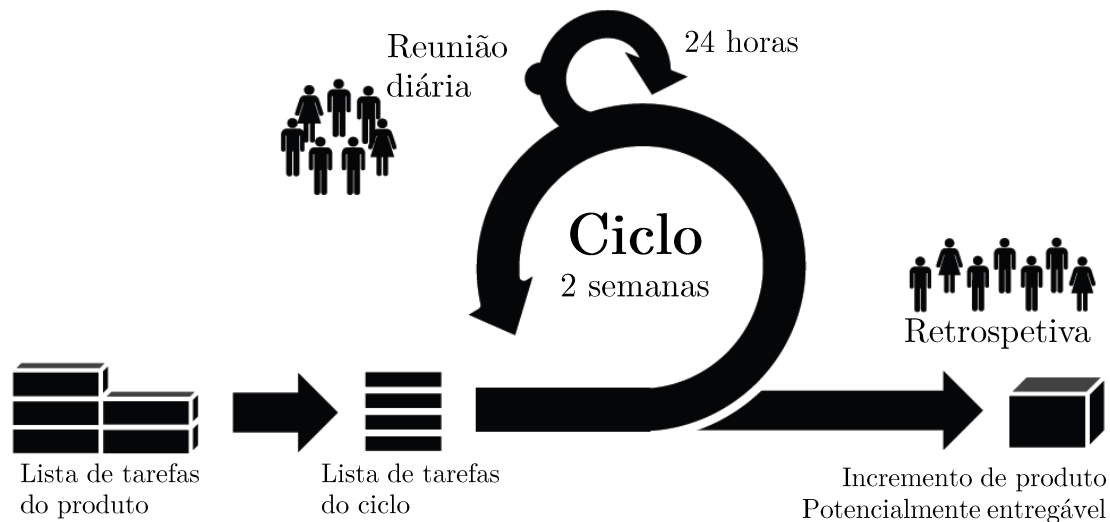 Reunião
diária
24 horas
Ciclo
2 semanas
Retrospetiva
Lista de tarefas
do produto
Lista de tarefas
do ciclo
Incremento de produto
Potencialmente entregável